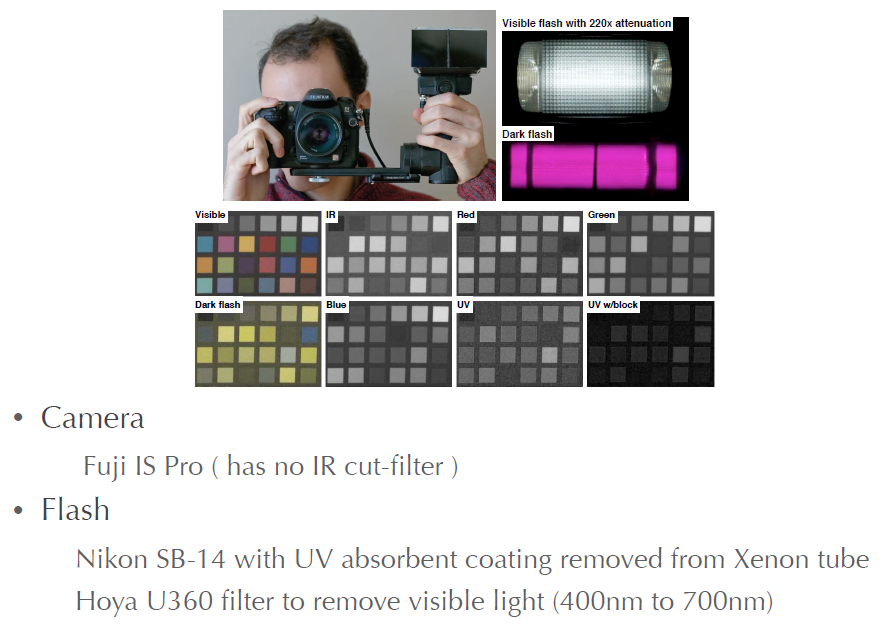 Visible flash with 220x attenuation
FUJIFILM
Dark flash
Visible
IR
Red
Green
Dark flash
Blue
UV
UV w/block
• Camera
Fuji IS Pro ( has no IR cut-filter )
• Flash
Nikon SB-14 with UV absorbent coating removed from Xenon tube
Hoya U360 filter to remove visible light (400nm to 700nm)